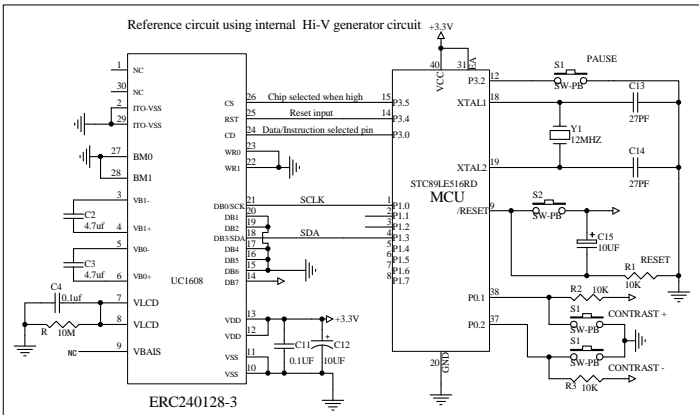 Reference circuit using internal Hi-V generator circuit
+3.3V
1 NC
30 NC
2 ITO-VSS
29 ITO-VSS
27 BM0
28 BM1
3 VB1-
C2 4.7uf
4 VB1+
5 VB0-
C3 4.7uf
6 VB0+
C4 0.1uf
7 VLCD
R 10M
8 VLCD
NC 9 VBAIS
UC1608
ERC240128-3
CS 26 Chip selected when high 15 P3.5
RST 25 Reset input 14 P3.4
CD 24 Data/Instruction selected pin P3.0
WR0 23
WR1 22
DB0/SCK 21 SCLK 1 P1.0
DB1 20 2 P1.1
DB2 19 3 P1.2
DB3/SDA 18 SDA 4 P1.3
DB4 17 5 P1.4
DB5 16 6 P1.5
DB6 15 7 P1.6
DB7 14 8 P1.7
VDD 13 +3.3V
VDD 12
C11 0.1UF
C12 10UF
VSS 11
VSS 10
40 VCC
31 EA
STC89LE516RD
MCU
20 GND
P3.2 12
S1 SW-PB
PAUSE
XTAL1 18
C13 27PF
Y1 12MHZ
XTAL2 19
C14 27PF
/RESET 9
S2 SW-PB
C15 10UF
RESET
R1 10K
P0.1 38
R2 10K
S1 SW-PB
CONTRAST +
P0.2 37
S1 SW-PB
CONTRAST -
R3 10K